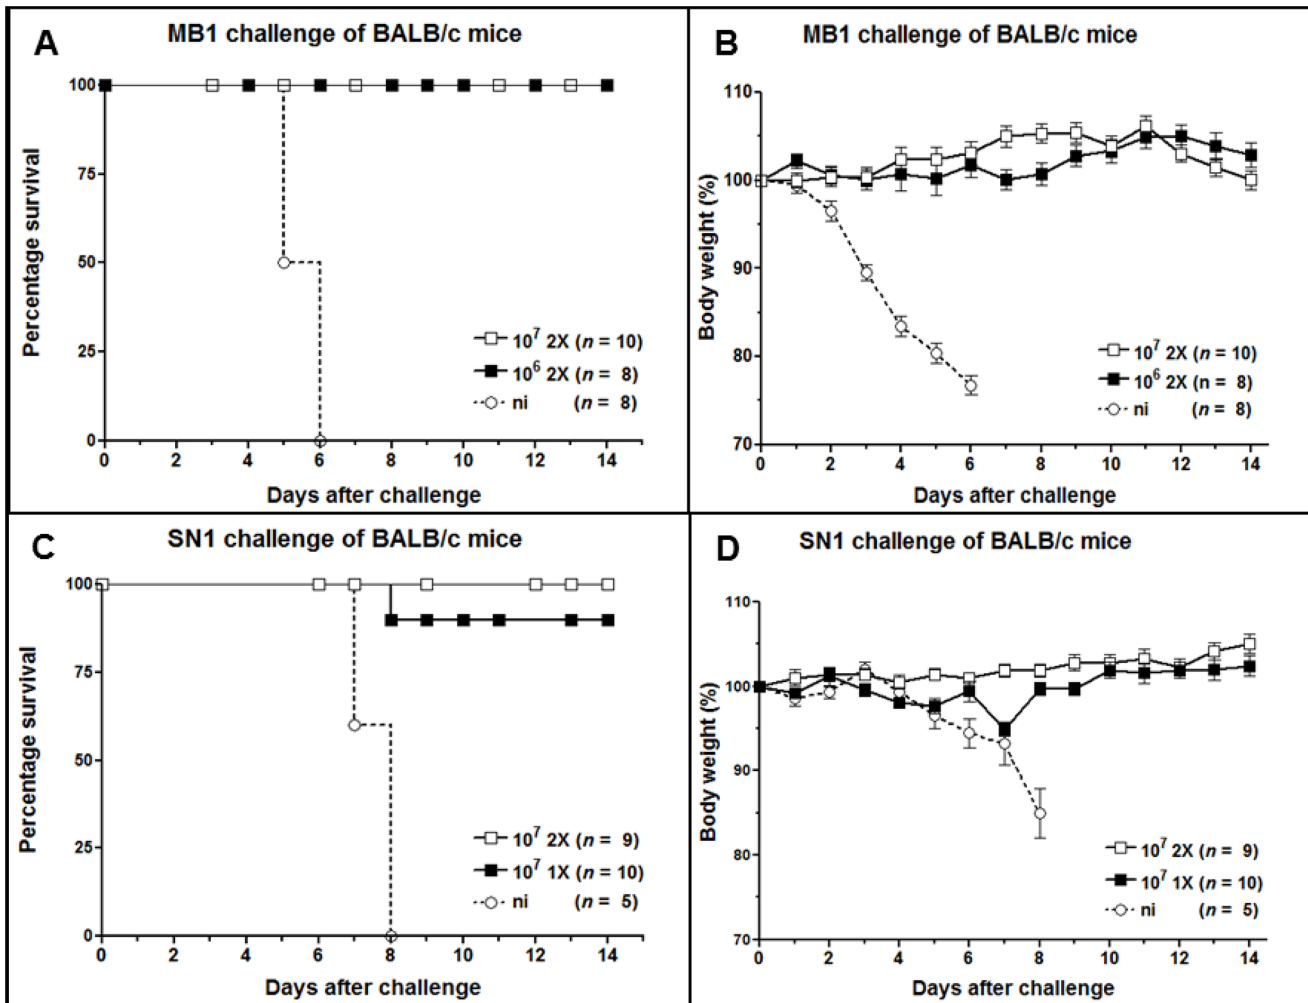 A
MB1 challenge of BALB/c mice
Percentage survival
100
75
50
25
0
0 2 4 6 8 10 12 14
Days after challenge
10⁷ 2X (n = 10)
10⁶ 2X (n = 8)
ni (n = 8)
B
MB1 challenge of BALB/c mice
Body weight (%)
110
100
90
80
70
0 2 4 6 8 10 12 14
Days after challenge
10⁷ 2X (n = 10)
10⁶ 2X (n = 8)
ni (n = 8)
C
SN1 challenge of BALB/c mice
Percentage survival
100
75
50
25
0
0 2 4 6 8 10 12 14
Days after challenge
10⁷ 2X (n = 9)
10⁷ 1X (n = 10)
ni (n = 5)
D
SN1 challenge of BALB/c mice
Body weight (%)
110
100
90
80
70
0 2 4 6 8 10 12 14
Days after challenge
10⁷ 2X (n = 9)
10⁷ 1X (n = 10)
ni (n = 5)